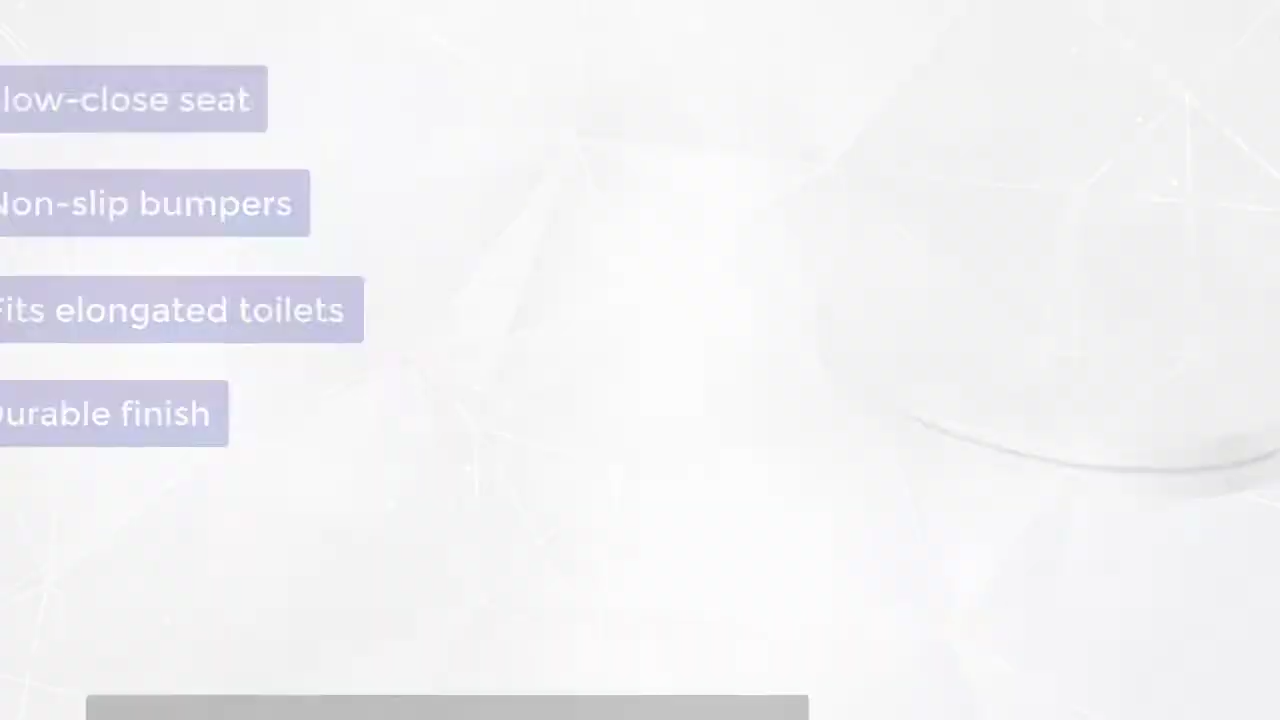 low-close seat
Non-slip bumpers
Fits elongated toilets
Durable finish